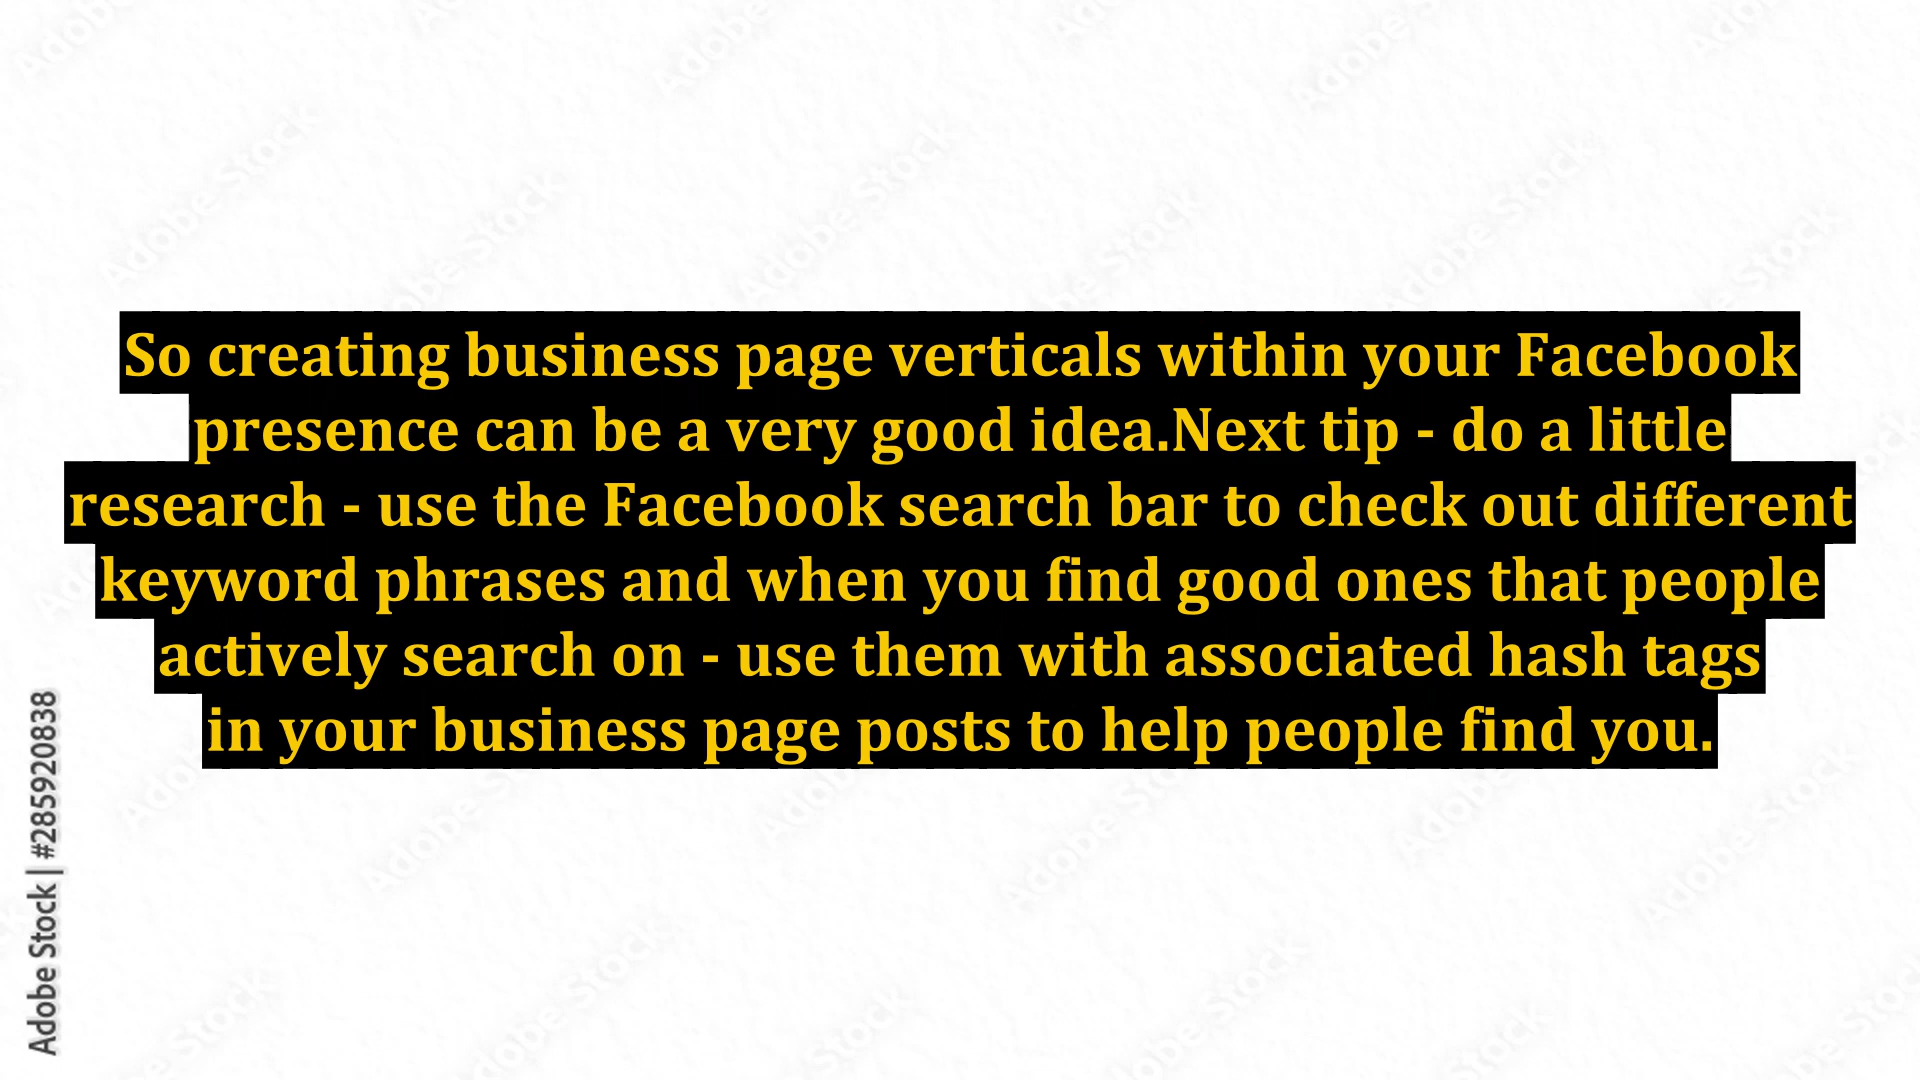 So creating business page verticals within your Facebook
presence can be a very good idea.Next tip - do a little
research - use the Facebook search bar to check out different
keyword phrases and when you find good ones that people
actively search on - use them with associated hash tags
in your business page posts to help people find you.
Adobe Stock | #285920838